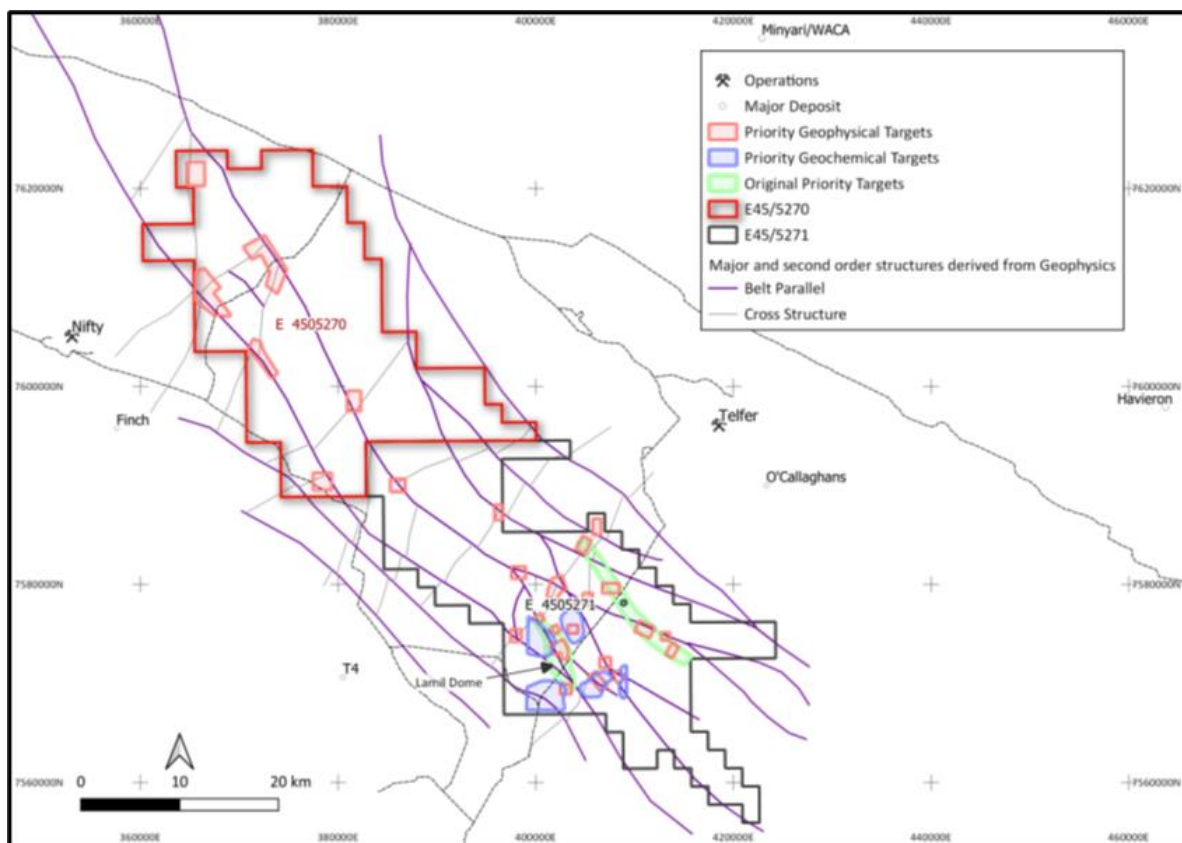 360000E
380000E
400000E
420000E
440000E
460000E
Minyari/WACA
Operations
Major Deposit
Priority Geophysical Targets
Priority Geochemical Targets
Original Priority Targets
E45/5270
E45/5271
Major and second order structures derived from Geophysics
Belt Parallel
Cross Structure
7620000N
7620000N
E 4505270
Nifty
7600000N
7600000N
Finch
Telfer
Havieron
O'Callaghans
7580000N
7580000N
E 4505271
T4
Lamil Dome
0
10
20 km
7560000N
7560000N
360000E
380000E
400000E
420000E
440000E
460000E